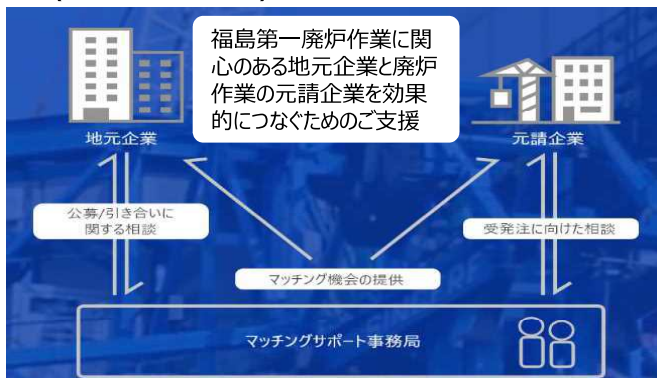 福島第一廃炉作業に関
心のある地元企業と廃炉
作業の元請企業を効果
的につなぐためのご支援
地元企業
元請企業
公募/引き合いに
関する相談
受発注に向けた相談
マッチング機会の提供
マッチングサポート事務局